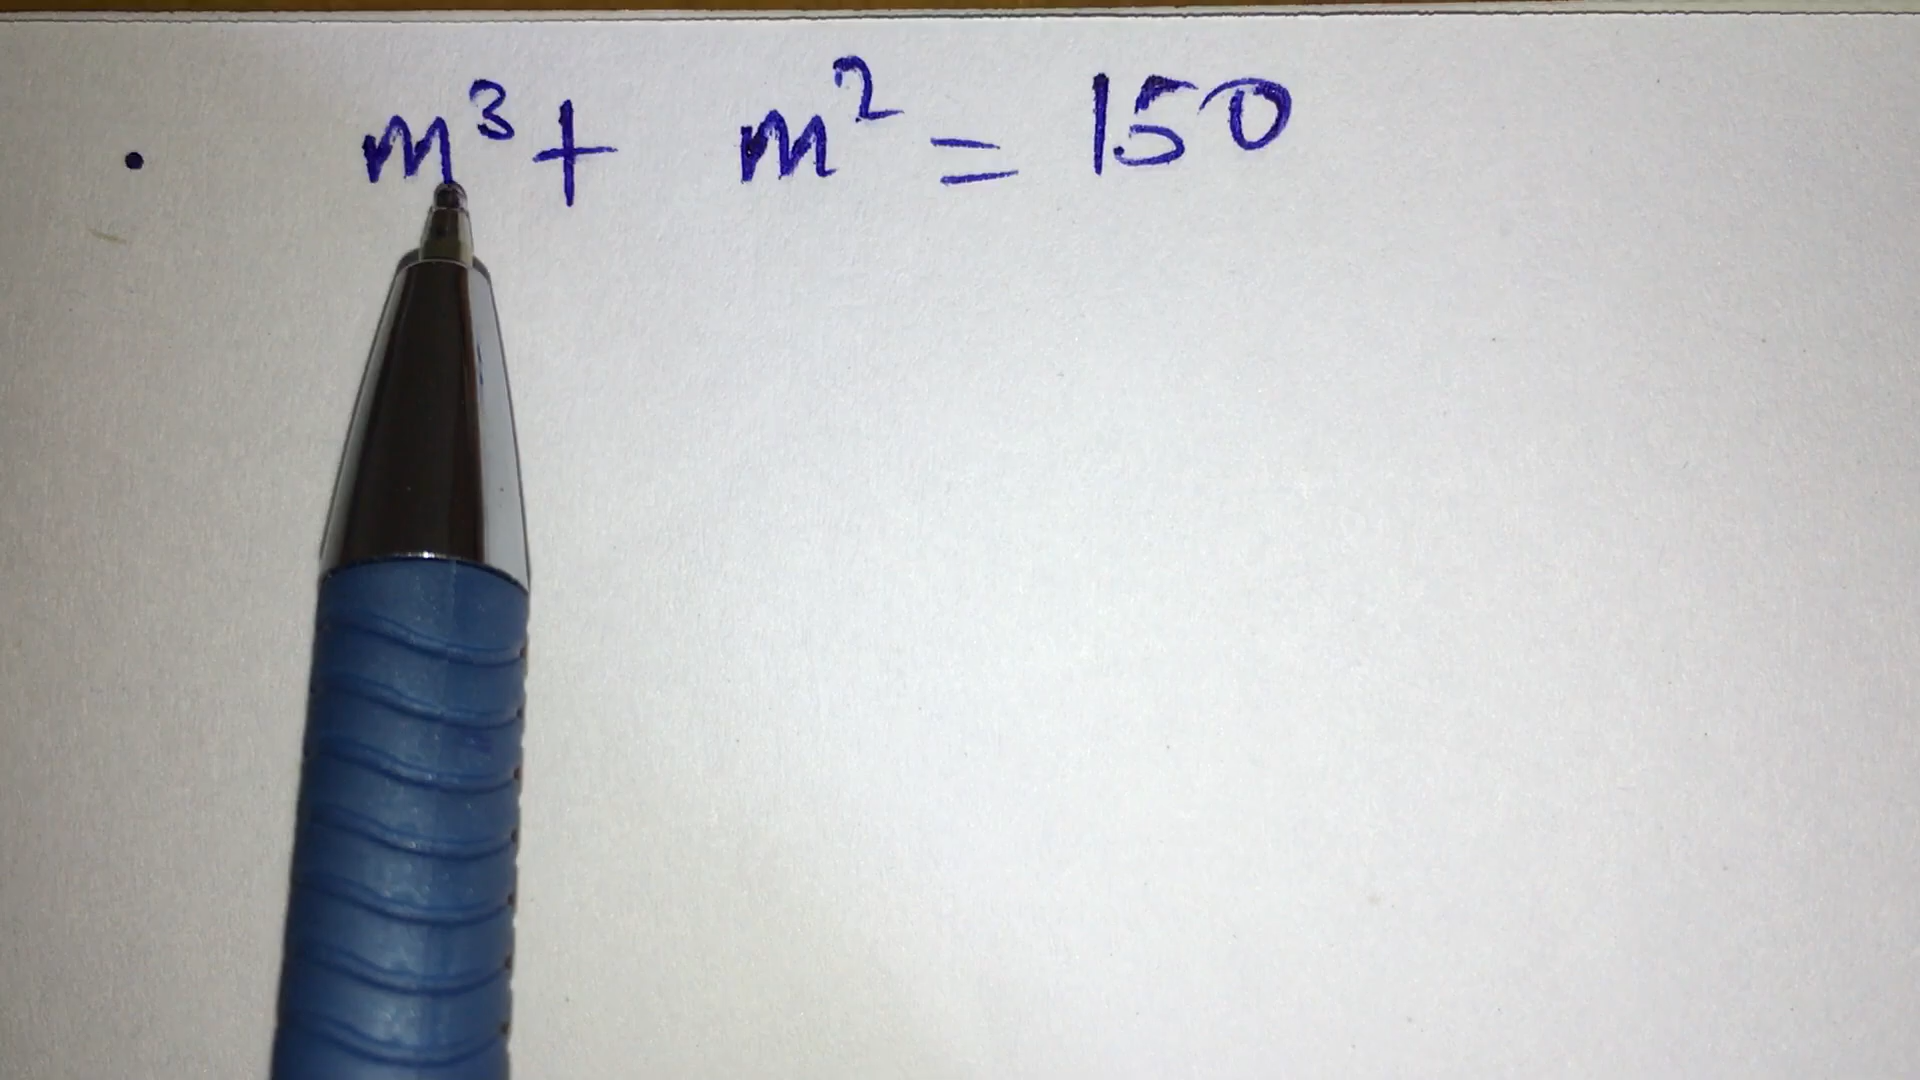 . m³ + m² = 150